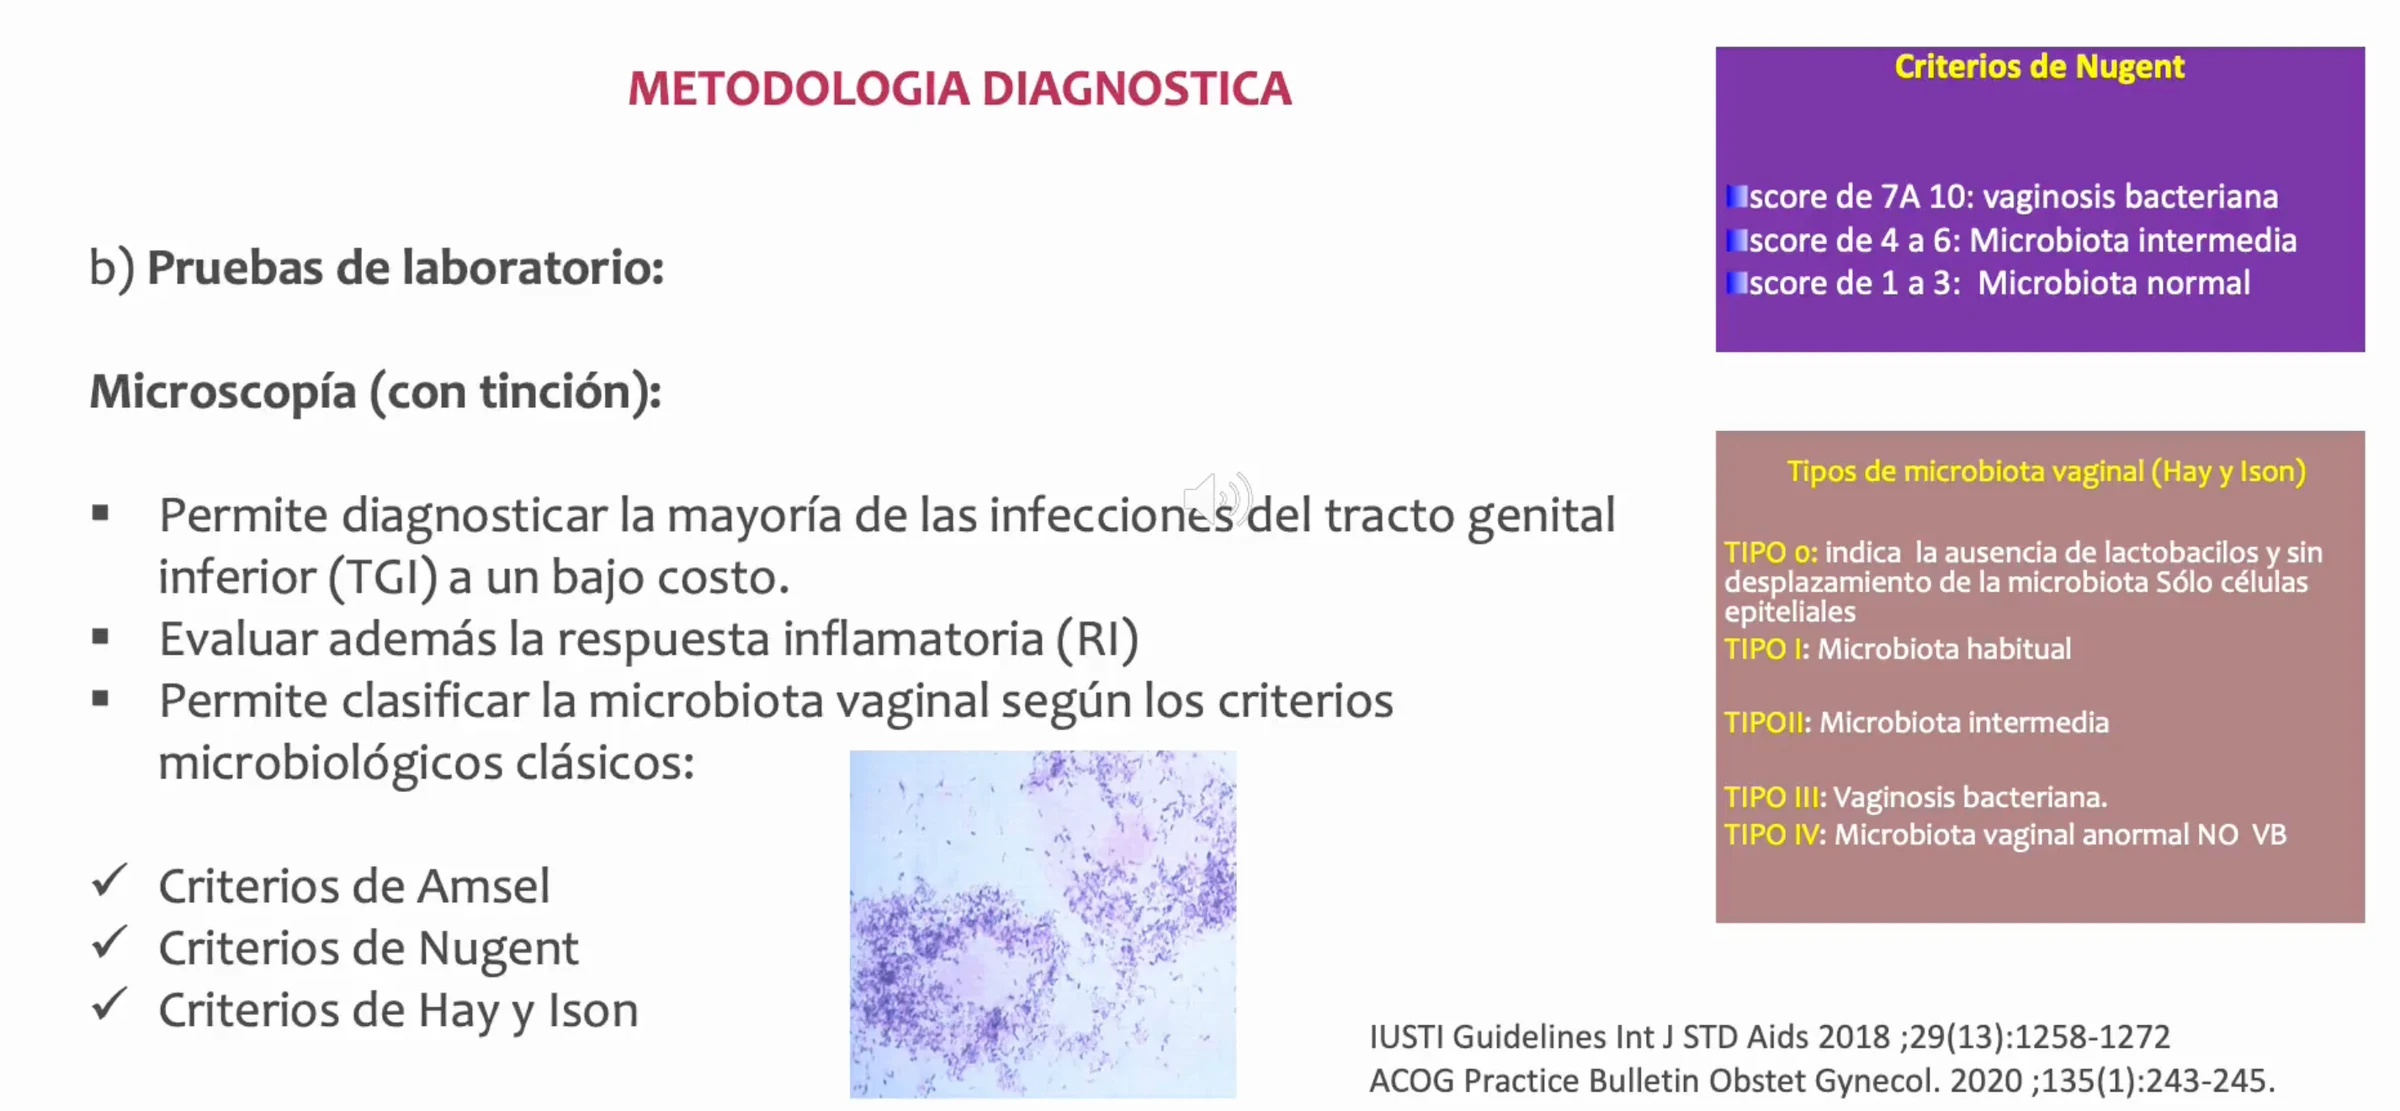 METODOLOGIA DIAGNOSTICA
b) Pruebas de laboratorio:
Microscopía (con tinción):
▪ Permite diagnosticar la mayoría de las infecciones del tracto genital
inferior (TGI) a un bajo costo.
▪ Evaluar además la respuesta inflamatoria (RI)
▪ Permite clasificar la microbiota vaginal según los criterios
microbiológicos clásicos:
✓ Criterios de Amsel
✓ Criterios de Nugent
✓ Criterios de Hay y Ison
Criterios de Nugent
score de 7A 10: vaginosis bacteriana
score de 4 a 6: Microbiota intermedia
score de 1 a 3: Microbiota normal
Tipos de microbiota vaginal (Hay y Ison)
TIPO 0: indica la ausencia de lactobacilos y sin
desplazamiento de la microbiota Sólo células
epiteliales
TIPO I: Microbiota habitual
TIPOII: Microbiota intermedia
TIPO III: Vaginosis bacteriana.
TIPO IV: Microbiota vaginal anormal NO VB
IUSTI Guidelines Int J STD Aids 2018 ;29(13):1258-1272
ACOG Practice Bulletin Obstet Gynecol. 2020 ;135(1):243-245.